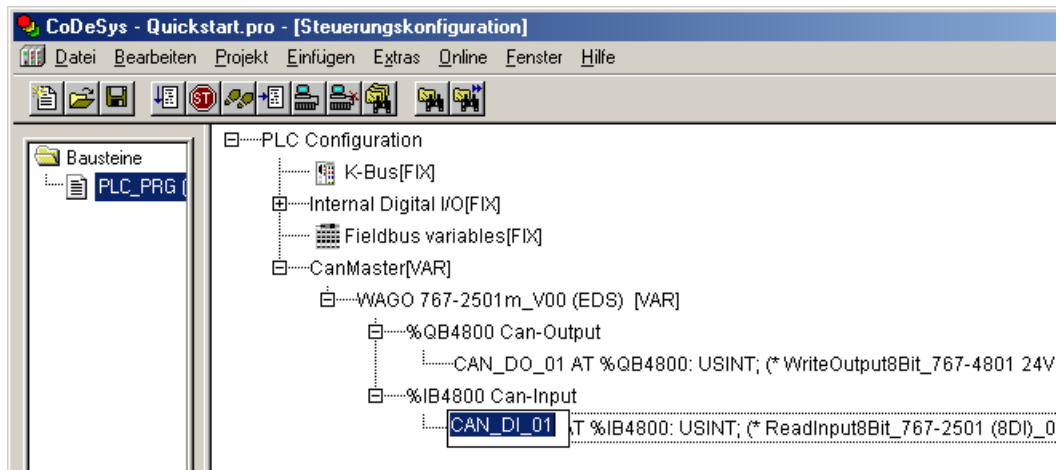 CoDeSys - Quickstart.pro - [Steuerungskonfiguration]
Datei Bearbeiten Projekt Einfügen Extras Online Fenster Hilfe
ST
Bausteine
PLC_PRG (
PLC Configuration
K-Bus[FIX]
Internal Digital I/O[FIX]
Fieldbus variables[FIX]
CanMaster[VAR]
WAGO 767-2501m_V00 (EDS) [VAR]
%QB4800 Can-Output
CAN_DO_01 AT %QB4800: USINT; (* WriteOutput8Bit_767-4801 24V
%IB4800 Can-Input
CAN_DI_01 \T %IB4800: USINT; (* ReadInput8Bit_767-2501 (8DI)_0